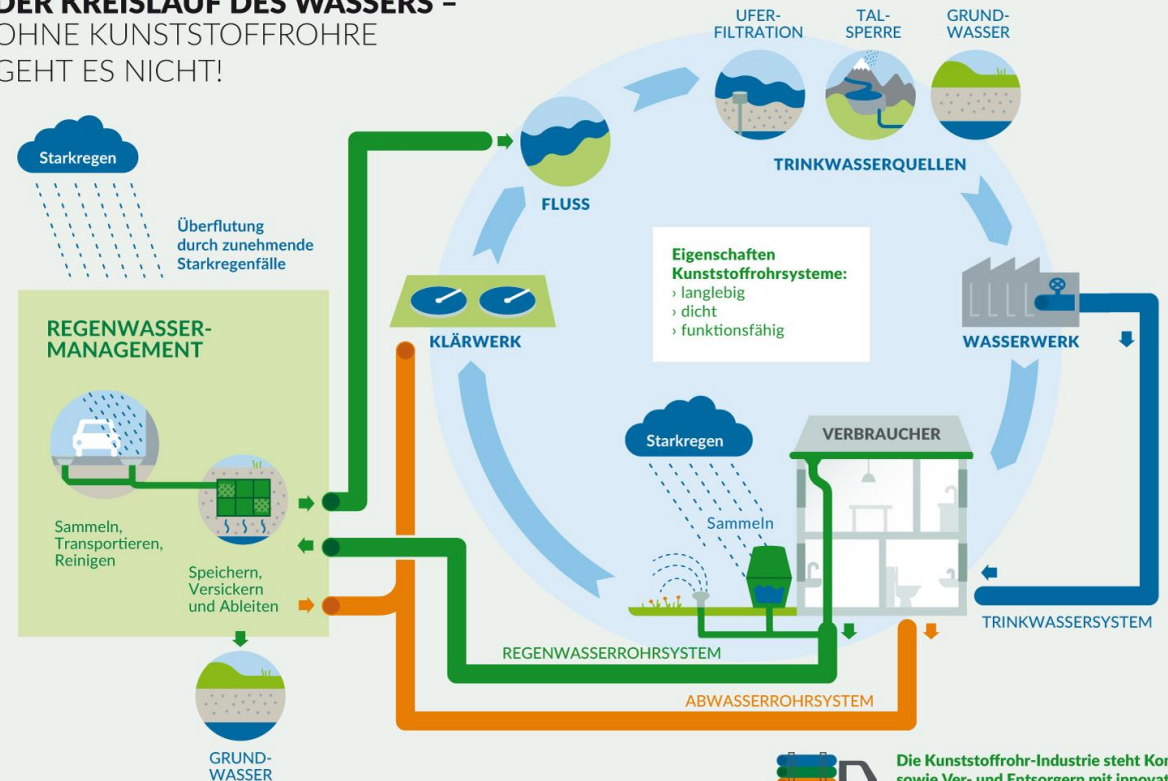 DER KREISLAUF DES WASSERS –
OHNE KUNSTSTOFFROHRE
GEHT ES NICHT!
UFER-
FILTRATION
TAL-
SPERRE
GRUND-
WASSER
TRINKWASSERQUELLEN
FLUSS
Starkregen
Überflutung
durch zunehmende
Starkregenfälle
REGENWASSER-
MANAGEMENT
Sammeln,
Transportieren,
Reinigen
Speichern,
Versickern
und Ableiten
GRUND-
WASSER
KLÄRWERK
Eigenschaften
Kunststoffrohrsysteme:
› langlebig
› dicht
› funktionsfähig
WASSERWERK
Starkregen
Sammeln
VERBRAUCHER
TRINKWASSERSYSTEM
REGENWASSERROHRSYSTEM
ABWASSERROHRSYSTEM
Die Kunststoffrohr-Industrie steht
sowie Ver- und Entsorgern mit